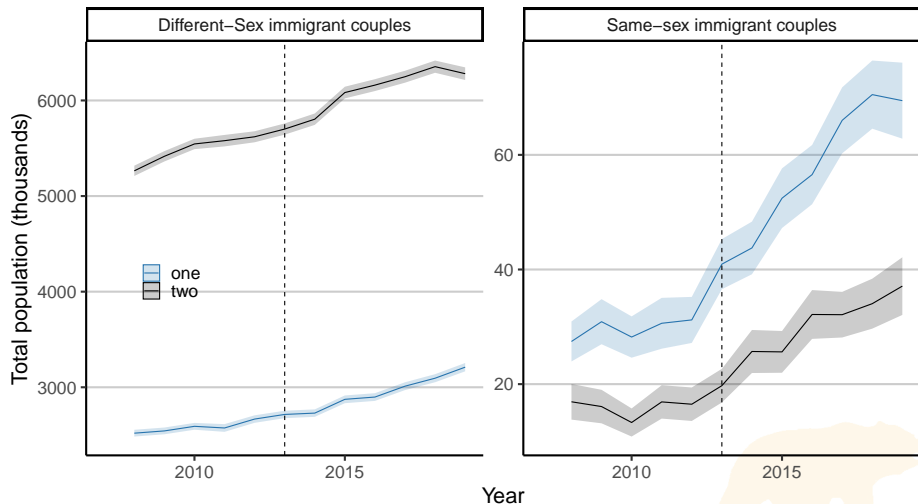 Different-Sex immigrant couples
Same-sex immigrant couples
Total population (thousands)
6000
5000
4000
3000
one
two
60
40
20
2010
2015
2010
2015
Year